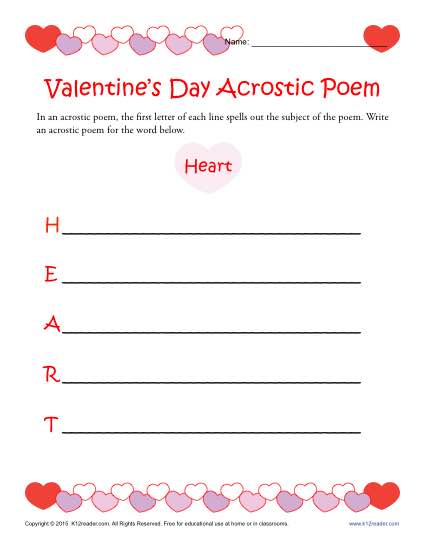 Name:
Valentine's Day Acrostic Poem
In an acrostic poem, the first letter of each line spells out the subject of the poem. Write
an acrostic poem for the word below.
Heart
H
E
A
R
T
Copyright © 2015 K12reader.com. All Rights Reserved. Free for educational use at home or in classrooms. www.k12reader.com